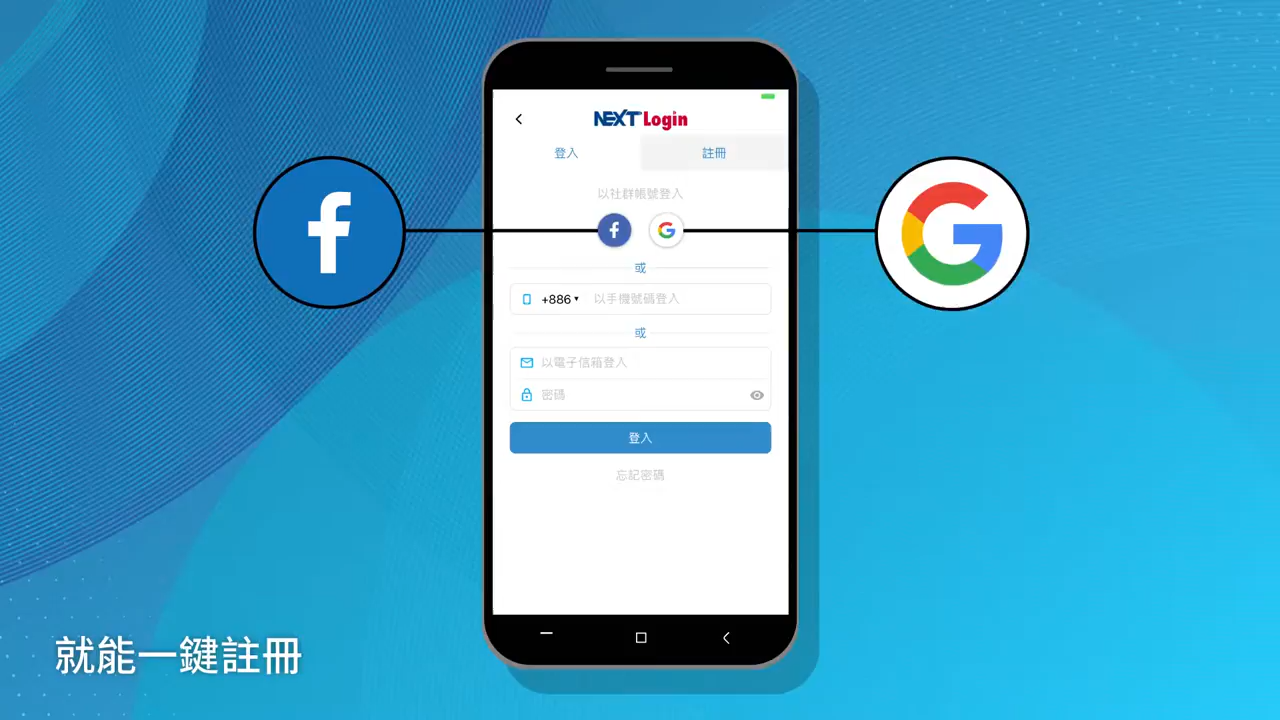 NEXT Login
登入
註冊
以社群帳號登入
或
+886 以手機號碼登入
或
以電子信箱登入
密碼
登入
忘記密碼
就能一鍵註冊